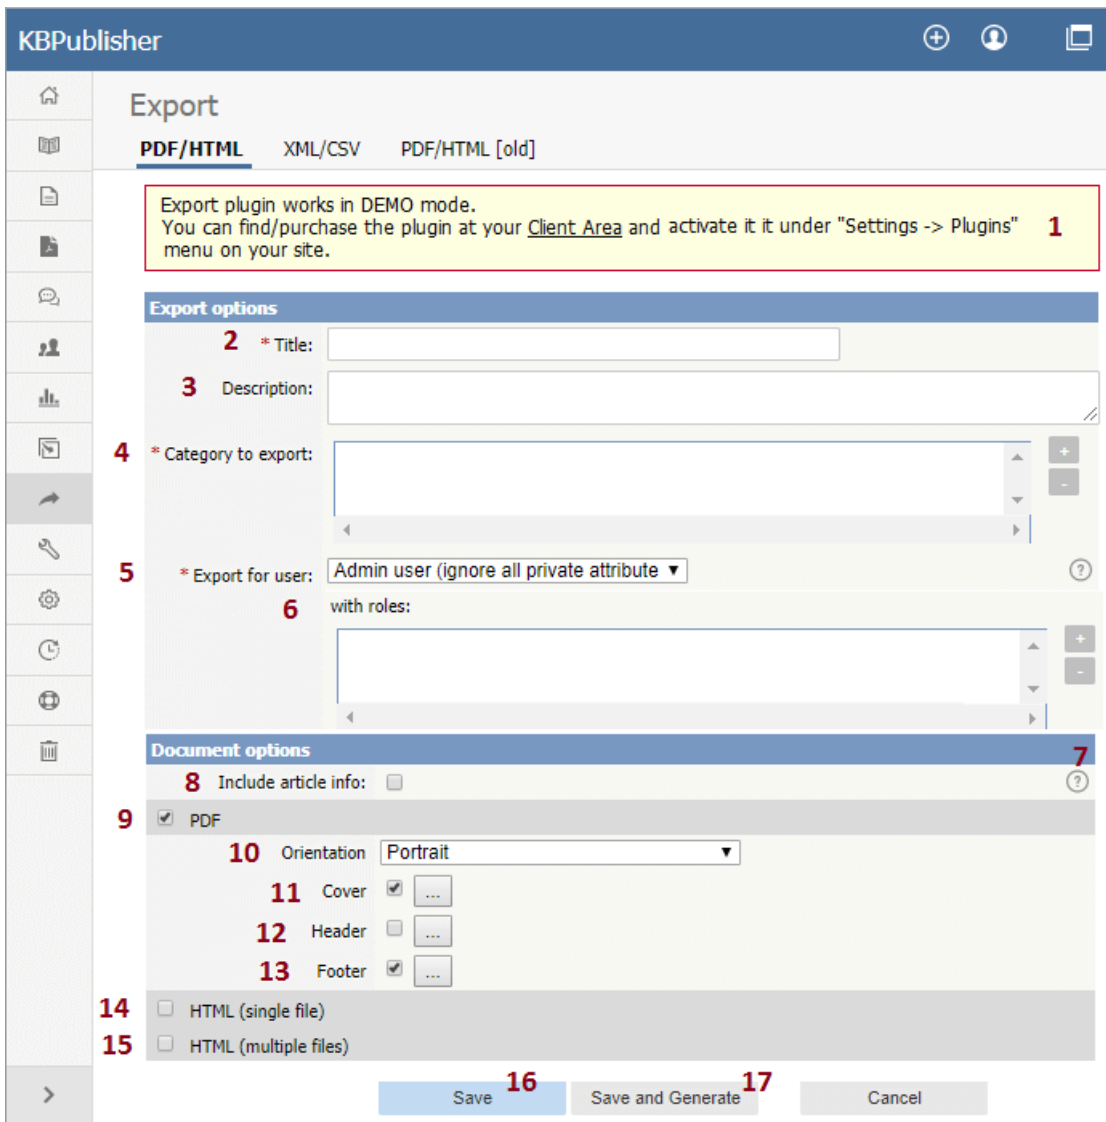 KBPublisher
Export
PDF/HTML XML/CSV PDF/HTML [old]
Export plugin works in DEMO mode.
You can find/purchase the plugin at your Client Area and activate it it under "Settings -> Plugins" 1
menu on your site.
Export options
2 * Title:
3 Description:
4 * Category to export:
+
-
5 * Export for user: Admin user (ignore all private attribute ?
6 with roles:
+
-
Document options 7
8 Include article info: ?
9 PDF
10 Orientation Portrait
11 Cover ...
12 Header ...
13 Footer ...
14 HTML (single file)
15 HTML (multiple files)
Save 16 Save and Generate 17 Cancel